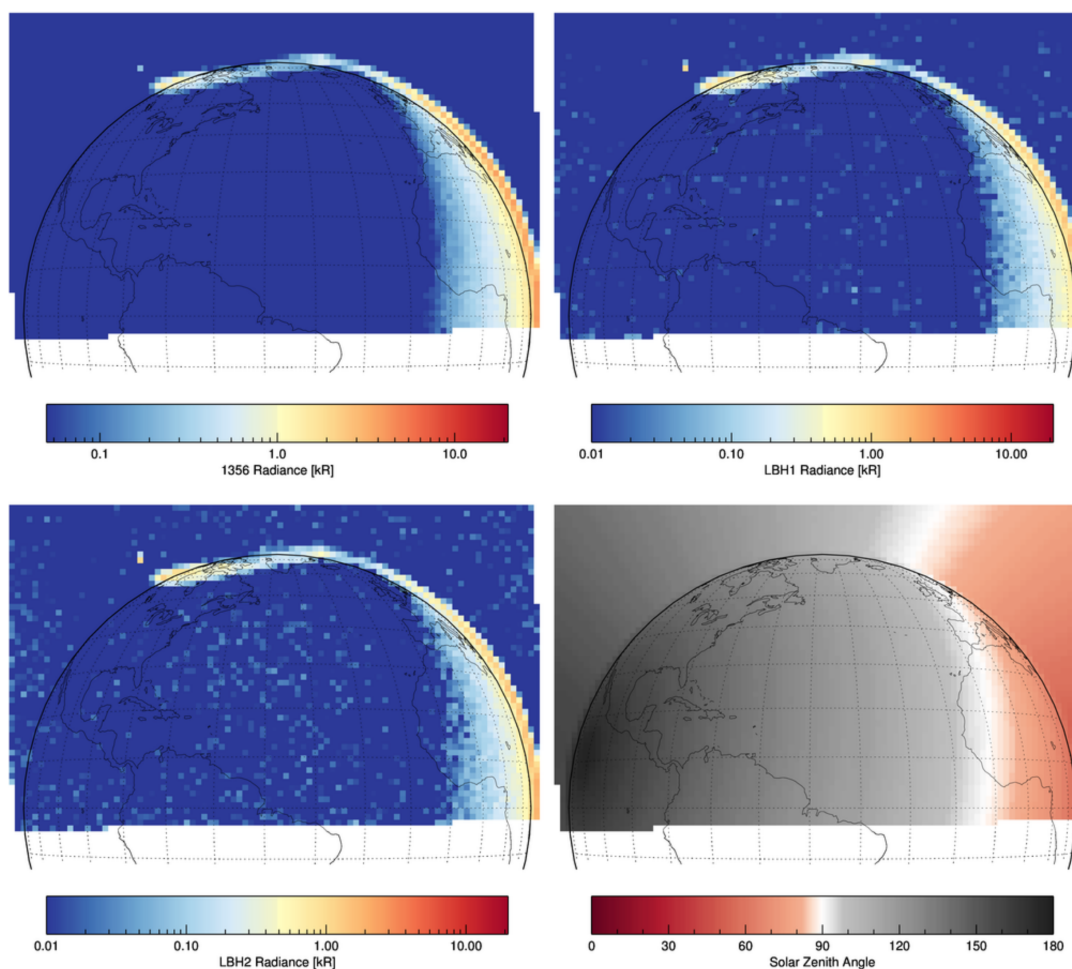 0.1 1.0 10.0
1356 Radiance [kR]
0.01 0.10 1.00 10.00
LBH1 Radiance [kR]
0.01 0.10 1.00 10.00
LBH2 Radiance [kR]
0 30 60 90 120 150 180
Solar Zenith Angle